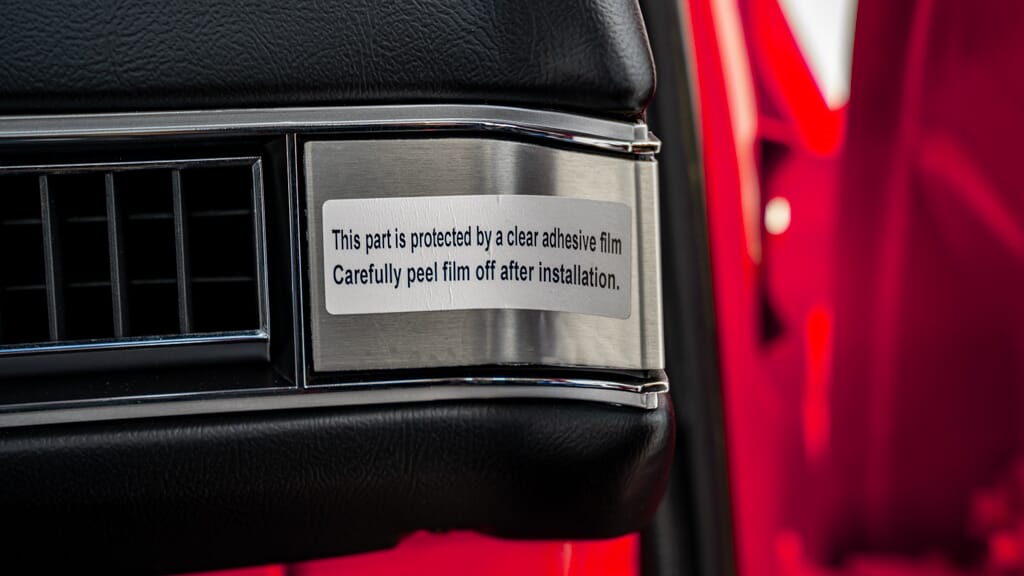 This part is protected by a clear adhesive film
Carefully peel film off after installation.